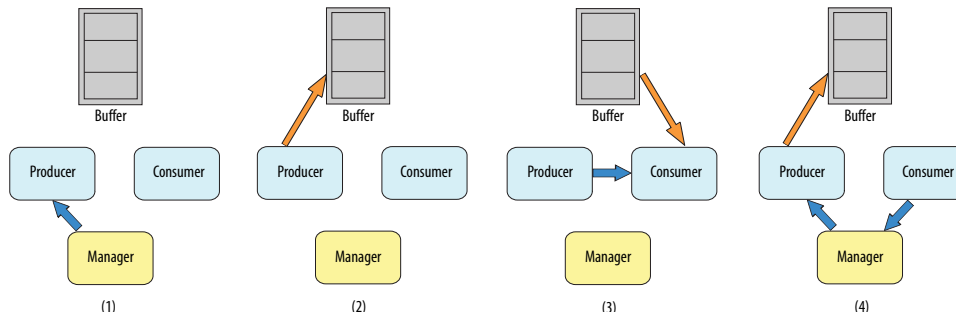 Buffer
Producer
Consumer
Manager
(1)
Buffer
Producer
Consumer
Manager
(2)
Buffer
Producer
Consumer
Manager
(3)
Buffer
Producer
Consumer
Manager
(4)